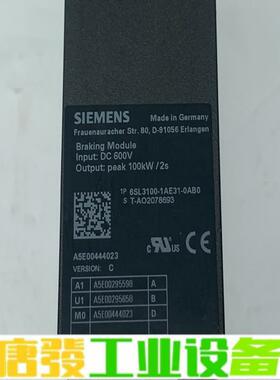 SIEMENS
Made in Germany
Frauenauracher Str. 80, D-91056 Erlangen
Braking Module
Input: DC 600V
Output: peak 100kW/2s
1P 6SL3100-1AE31-0AB0
S T-AO2078693
A5E00444023
VERSION: C
A1 A5E00295598 A
U1 A5E00295658 B
M0 A5E00444023 D
唐發工业设备